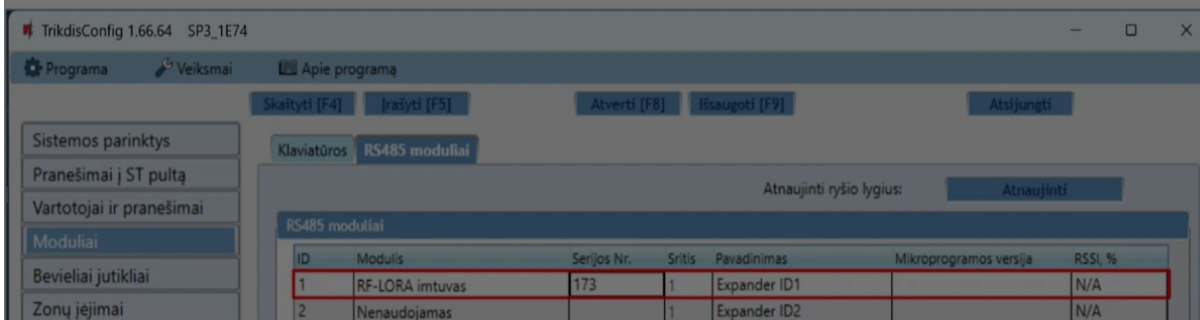 TrikdisConfig 1.66.64 SP3_1E74
Programa Veiksmai Apie programą
Skaityti [F4] Įrašyti [F5] Atverti [F8] Išsaugoti [F9] Atsijungti
Sistemos parinktys
Klaviatūros RS485 moduliai
Pranešimai į ST pultą
Atnaujinti ryšio lygius: Atnaujinti
Vartotojai ir pranešimai
RS485 moduliai
Moduliai
ID Modulis Serijos Nr. Sritis Pavadinimas Mikroprogramos versija RSSI, %
Bevieliai jutikliai
1 RF-LORA imtuvas 173 1 Expander ID1 N/A
Zonų įėjimai
2 Nenaudojamas 1 Expander ID2 N/A